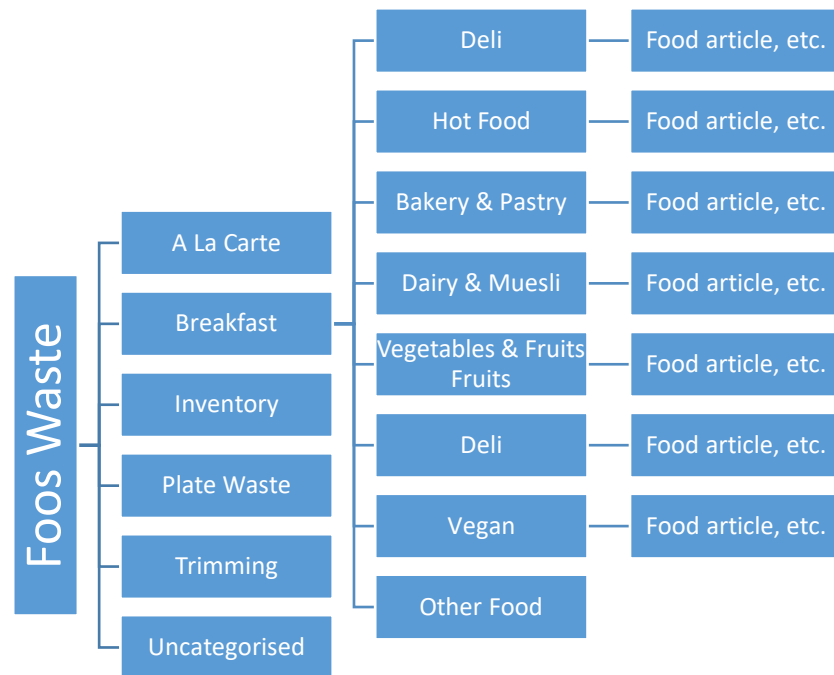 Foos Waste
A La Carte
Breakfast
Inventory
Plate Waste
Trimming
Uncategorised
Deli
Food article, etc.
Hot Food
Food article, etc.
Bakery & Pastry
Food article, etc.
Dairy & Muesli
Food article, etc.
Vegetables & Fruits
Fruits
Food article, etc.
Deli
Food article, etc.
Vegan
Food article, etc.
Other Food